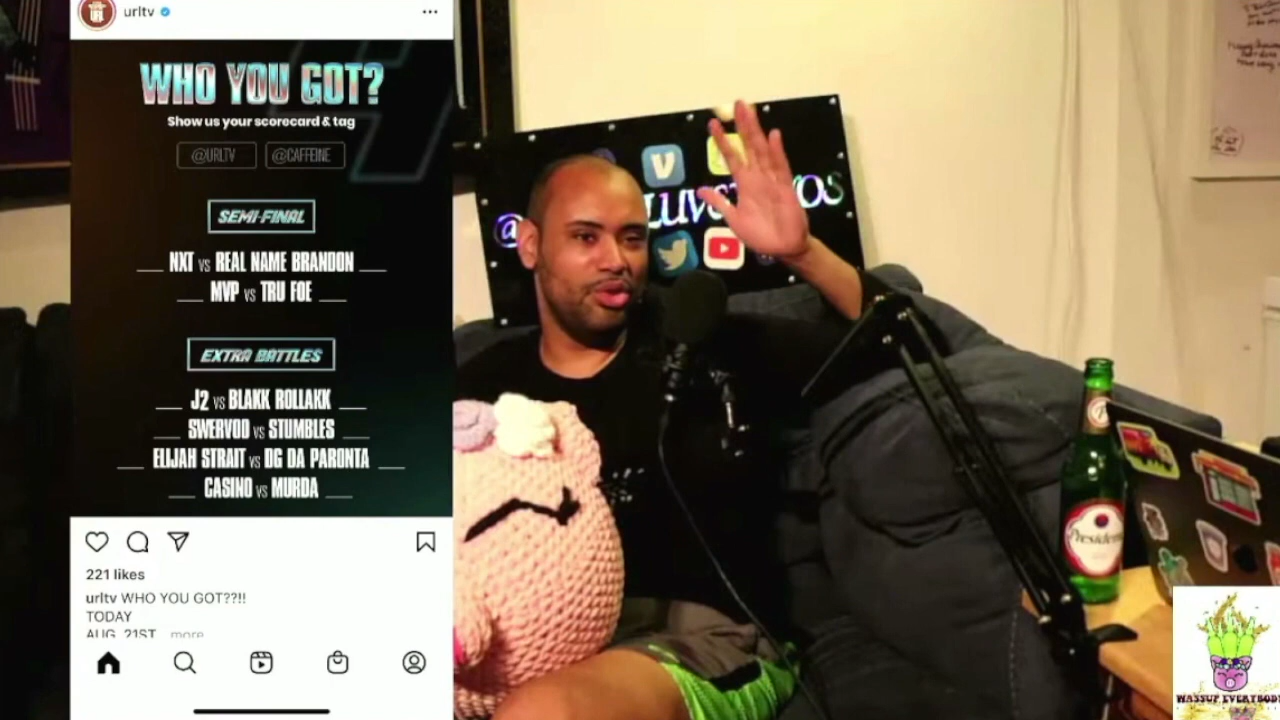 urltv
WHO YOU GOT?
Show us your scorecard & tag
@URLTV @CAFFEINE
SEMI-FINAL
NXT VS REAL NAME BRANDON
MVP VS TRU FOE
EXTRA BATTLES
J2 VS BLAKK ROLLAKK
SWERVOO VS STUMBLES
ELIJAH STRAIT VS DG DA PARONTA
CASINO VS MURDA
221 likes
urltv WHO YOU GOT??!!
TODAY
AUG. 21ST... more
Presidente
WASSUP EVERYBODY